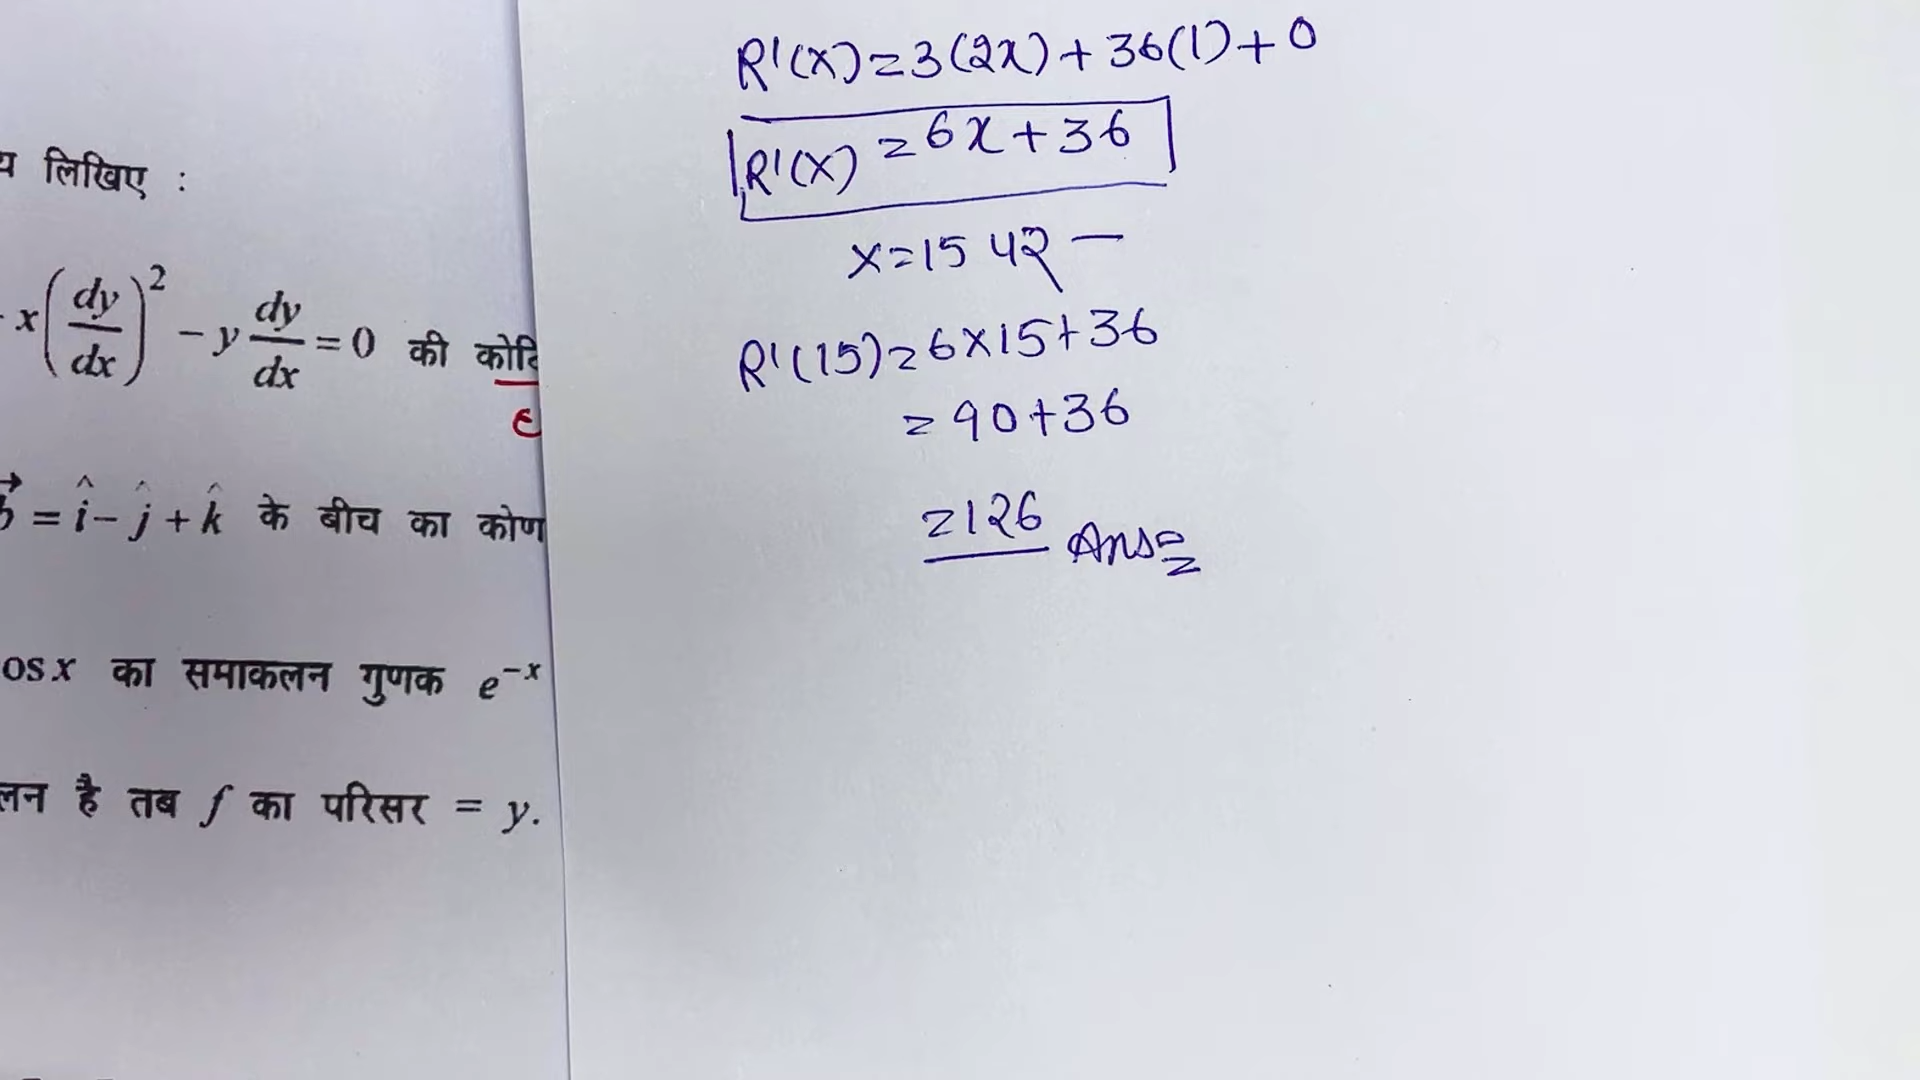 लिखिए :
x(dy/dx)² - y dy/dx = 0 की
= î - ĵ + k̂ के बीच का कोण
os x का समाकलन गुणक e⁻ˣ
है तब f का परिसर = y.
R'(x) = 3(2x) + 36(1) + 0
R'(x) = 6x + 36
x = 15 पर —
R'(15) = 6×15+36
= 90+36
= 126 Ans